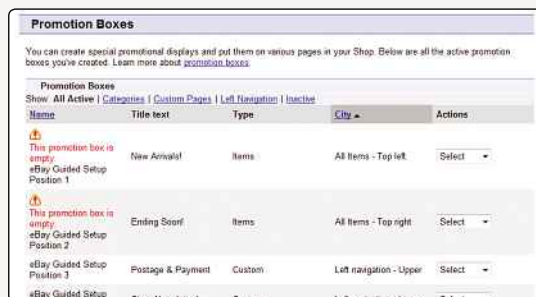 Promotion Boxes
You can create special promotional displays and put them on various pages in your Shop. Below are all the active promotion
boxes you've created. Learn more about promotion boxes.
Promotion Boxes
Show: All Active | Categories | Custom Pages | Left Navigation | Inactive
Name Title text Type City Actions
This promotion box is
empty
eBay Guided Setup
Position 1
New Arrivals! Items All Items - Top left Select
This promotion box is
empty
eBay Guided Setup
Position 2
Ending Soon! Items All Items - Top right Select
eBay Guided Setup
Position 3
Postage & Payment Custom Left navigation - Upper Select
eBay Guided Setup